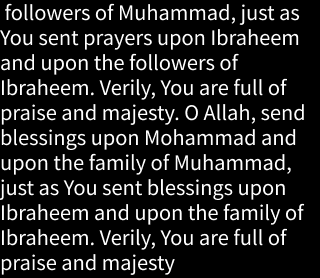 followers of Muhammad, just as
You sent prayers upon Ibraheem
and upon the followers of
Ibraheem. Verily, You are full of
praise and majesty. O Allah, send
blessings upon Mohammad and
upon the family of Muhammad,
just as You sent blessings upon
Ibraheem and upon the family of
Ibraheem. Verily, You are full of
praise and majesty